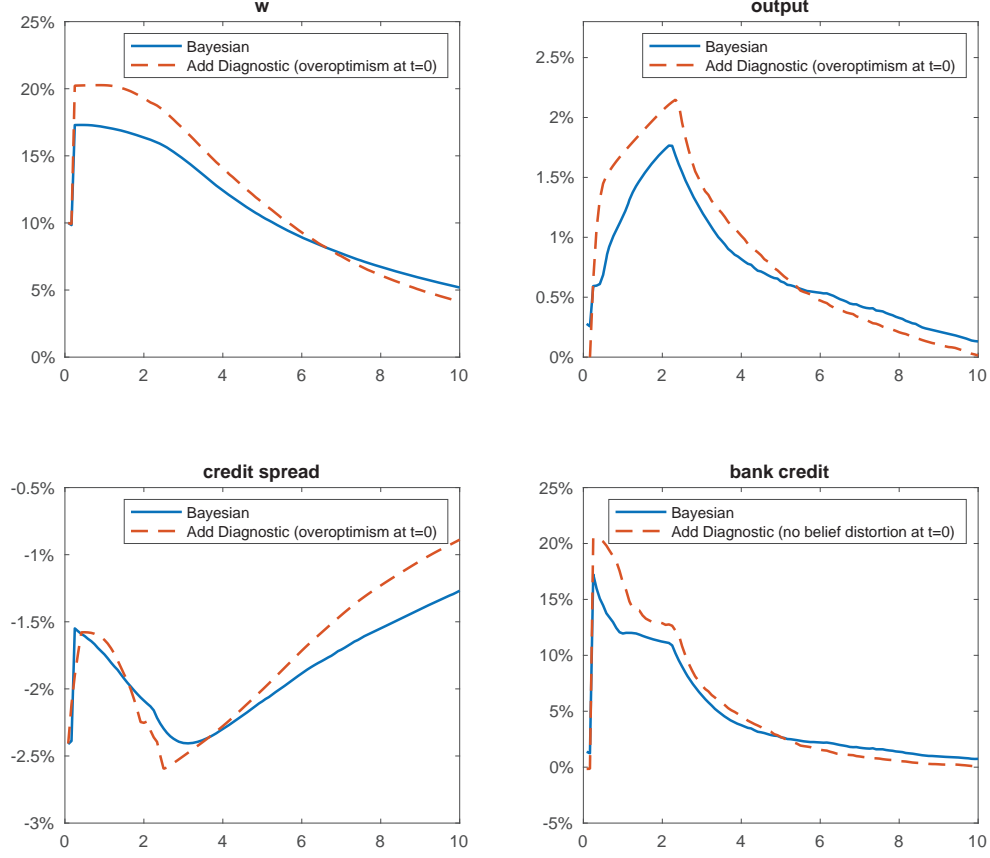 w
25%
20%
15%
10%
5%
0%
Bayesian
Add Diagnostic (overoptimism at t=0)
0 2 4 6 8 10
output
2.5%
2%
1.5%
1%
0.5%
0%
Bayesian
Add Diagnostic (overoptimism at t=0)
0 2 4 6 8 10
credit spread
-0.5%
-1%
-1.5%
-2%
-2.5%
-3%
Bayesian
Add Diagnostic (overoptimism at t=0)
0 2 4 6 8 10
bank credit
25%
20%
15%
10%
5%
0%
-5%
Bayesian
Add Diagnostic (no belief distortion at t=0)
0 2 4 6 8 10